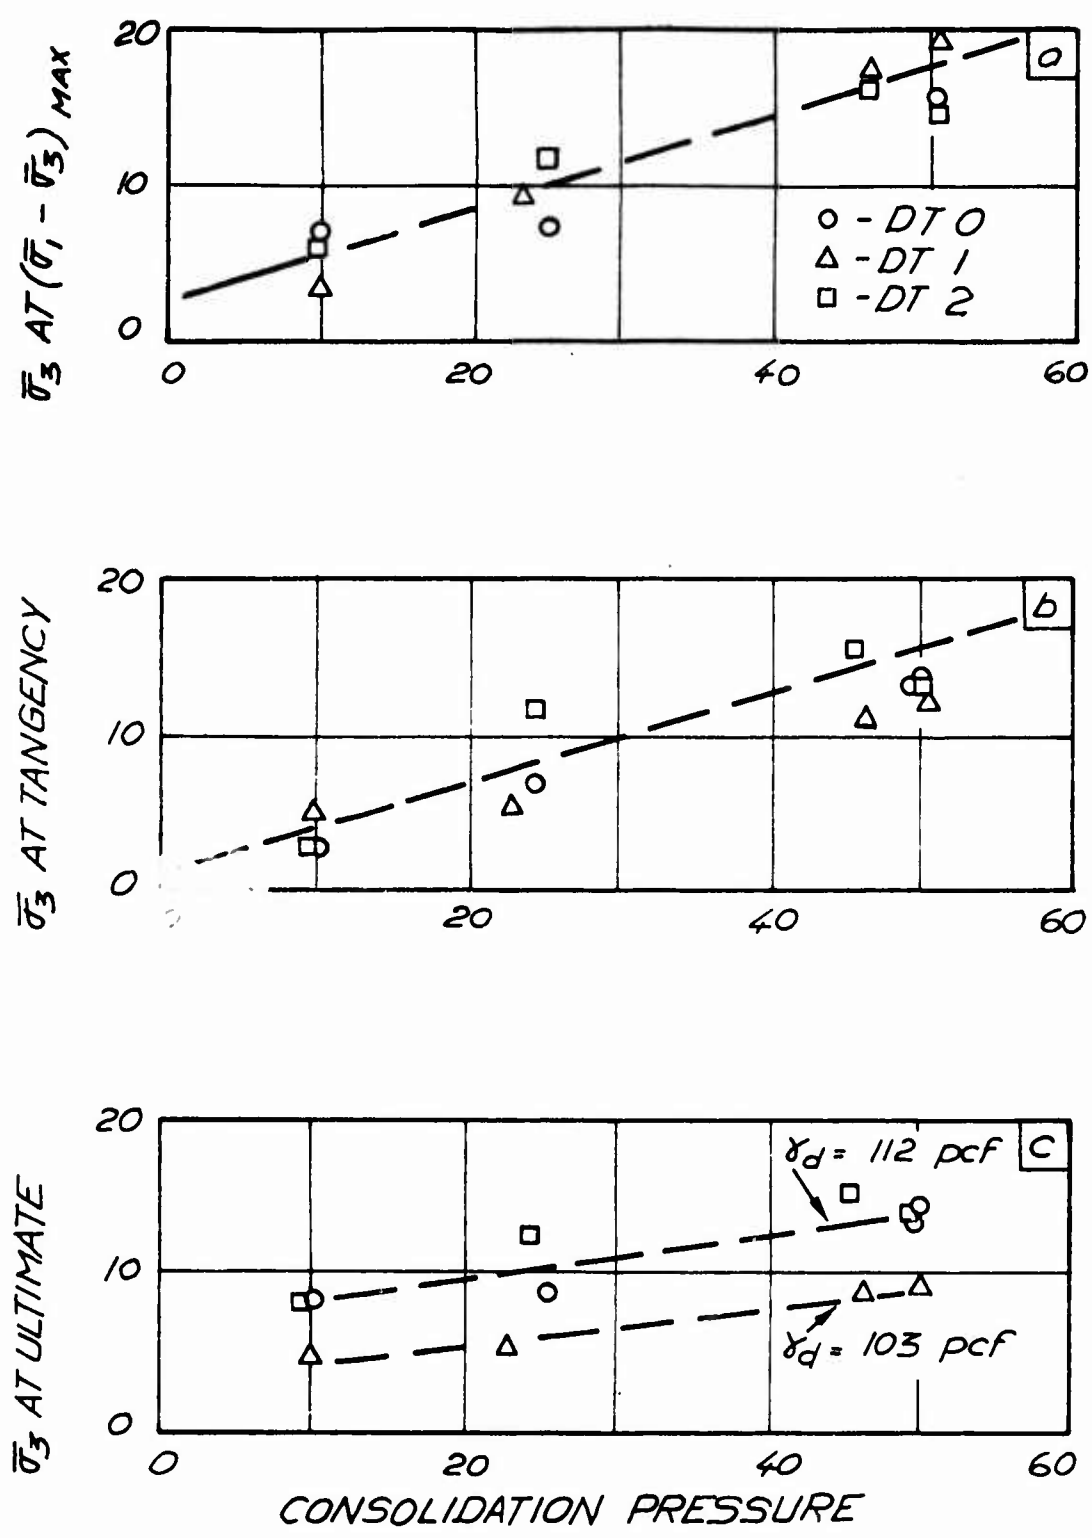 σ̅3 AT (σ̅1 - σ̅3) MAX
20
10
0
a
○ - DT 0
△ - DT 1
□ - DT 2
0 20 40 60
σ̅3 AT TANGENCY
20
10
0
b
20 40 60
σ̅3 AT ULTIMATE
20
10
0
c
γd = 112 pcf
γd = 103 pcf
0 20 40 60
CONSOLIDATION PRESSURE